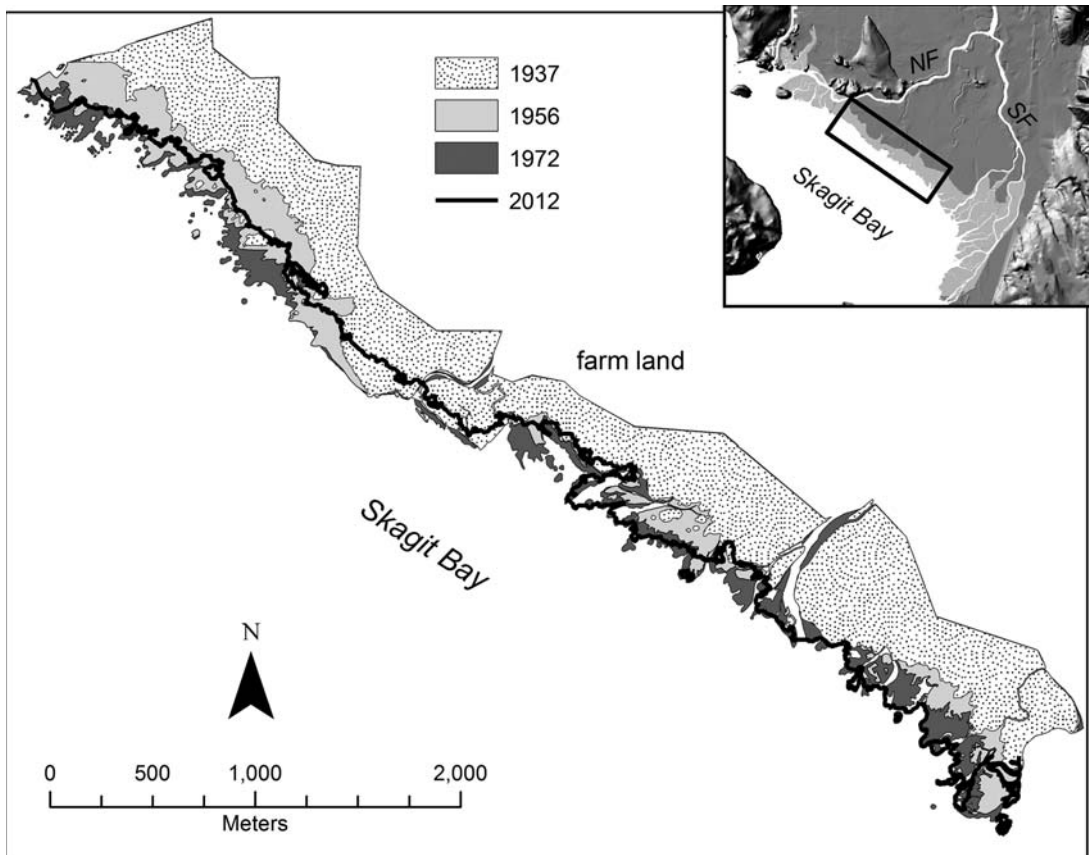 1937
1956
1972
2012
NF
SF
Skagit Bay
farm land
Skagit Bay
N
0 500 1,000 2,000
Meters